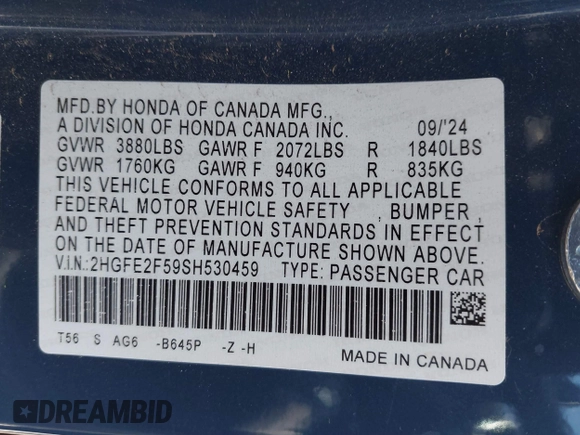 MFD.BY HONDA OF CANADA MFG.,
A DIVISION OF HONDA CANADA INC. 09/'24
GVWR 3880LBS GAWR F 2072LBS R 1840LBS
GVWR 1760KG GAWR F 940KG R 835KG
THIS VEHICLE CONFORMS TO ALL APPLICABLE
FEDERAL MOTOR VEHICLE SAFETY , BUMPER ,
AND THEFT PREVENTION STANDARDS IN EFFECT
ON THE DATE OF MANUFACTURE SHOWN ABOVE.
V.I.N.:2HGFE2F59SH530459 TYPE: PASSENGER CAR
T56 S AG6 -B645P -Z -H
MADE IN CANADA
DREAMBID